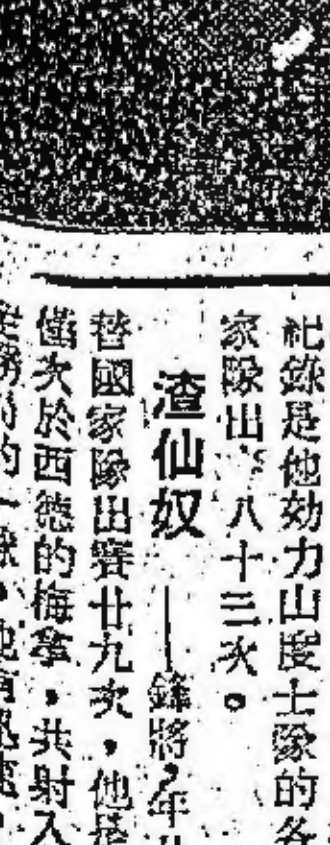 紀錄是他効力山度士隊的各
家隊出 八十三次。
渣仙奴 ——鋒將,年
替國家隊出賽廿九次,他是
僅次於西德的梅拿,共射入